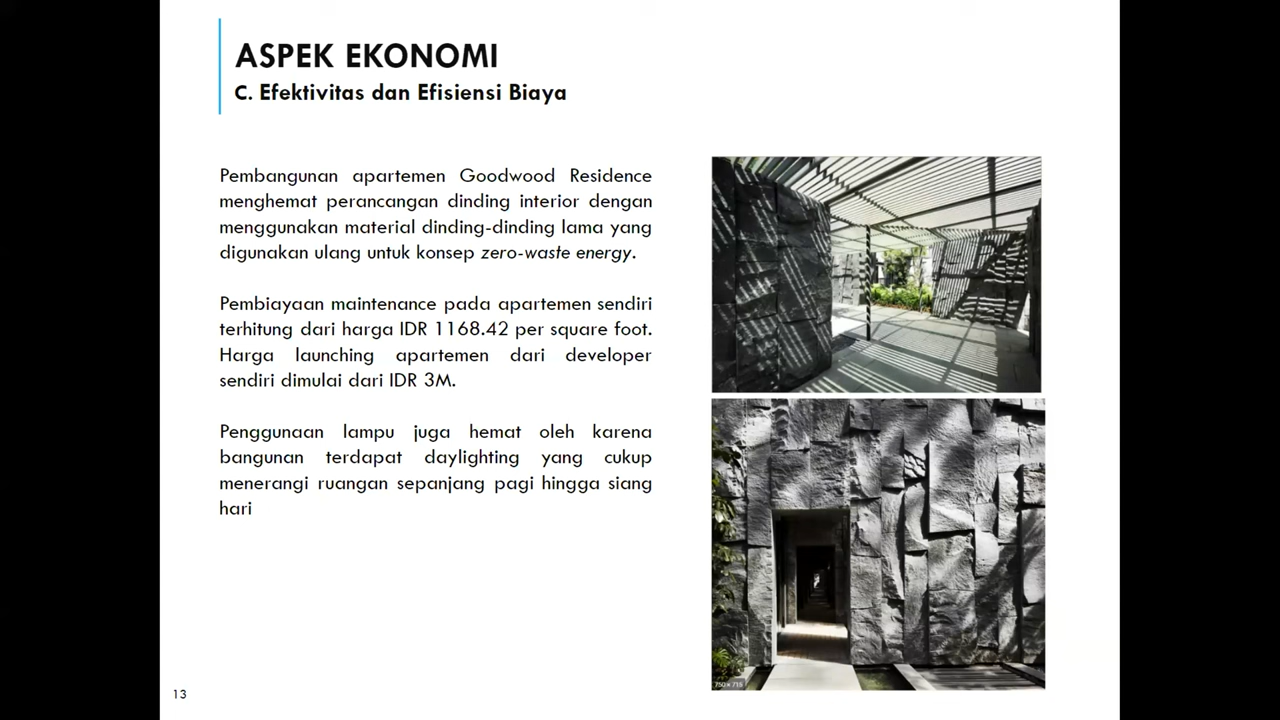 ASPEK EKONOMI
C. Efektivitas dan Efisiensi Biaya
Pembangunan apartemen Goodwood Residence
menghemat perancangan dinding interior dengan
menggunakan material dinding-dinding lama yang
digunakan ulang untuk konsep zero-waste energy.
Pembiayaan maintenance pada apartemen sendiri
terhitung dari harga IDR 1168.42 per square foot.
Harga launching apartemen dari developer
sendiri dimulai dari IDR 3M.
Penggunaan lampu juga hemat oleh karena
bangunan terdapat daylighting yang cukup
menerangi ruangan sepanjang pagi hingga siang
hari
750 × 715
13